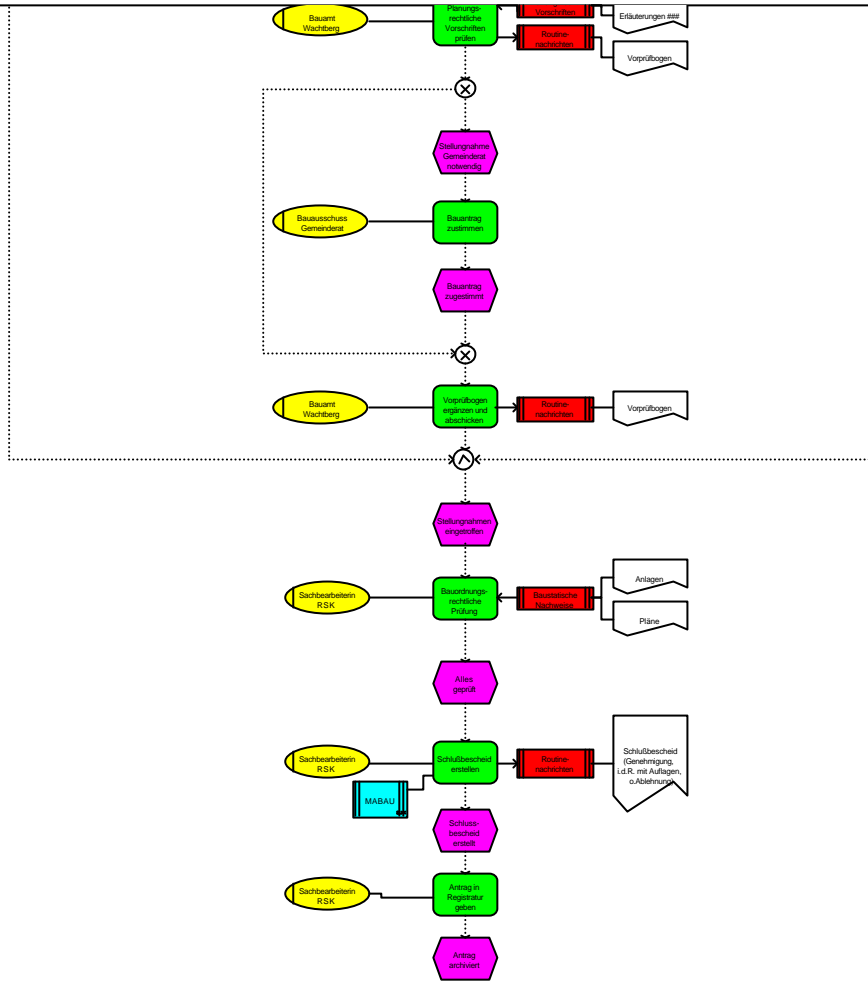 Bauamt
Wachtberg
Planungs-
rechtliche
Vorschriften
prüfen
Vorschriften
Erläuterungen ###
Routine-
nachrichten
Vorprüfbogen
Stellungnahme
Gemeinderat
notwendig
Bauausschuss
Gemeinderat
Bauantrag
zustimmen
Bauantrag
zugestimmt
Bauamt
Wachtberg
Vorprüfbogen
ergänzen und
abschicken
Routine-
nachrichten
Vorprüfbogen
Stellungnahmen
eingetroffen
Sachbearbeiterin
RSK
Bauordnungs-
rechtliche
Prüfung
Baustatische
Nachweise
Anlagen
Pläne
Alles
geprüft
Sachbearbeiterin
RSK
Schlußbescheid
erstellen
Routine-
nachrichten
Schlußbescheid
(Genehmigung,
i.d.R. mit Auflagen,
o.Ablehnung)
MABAU
Schluss-
bescheid
erstellt
Sachbearbeiterin
RSK
Antrag in
Registratur
geben
Antrag
archiviert